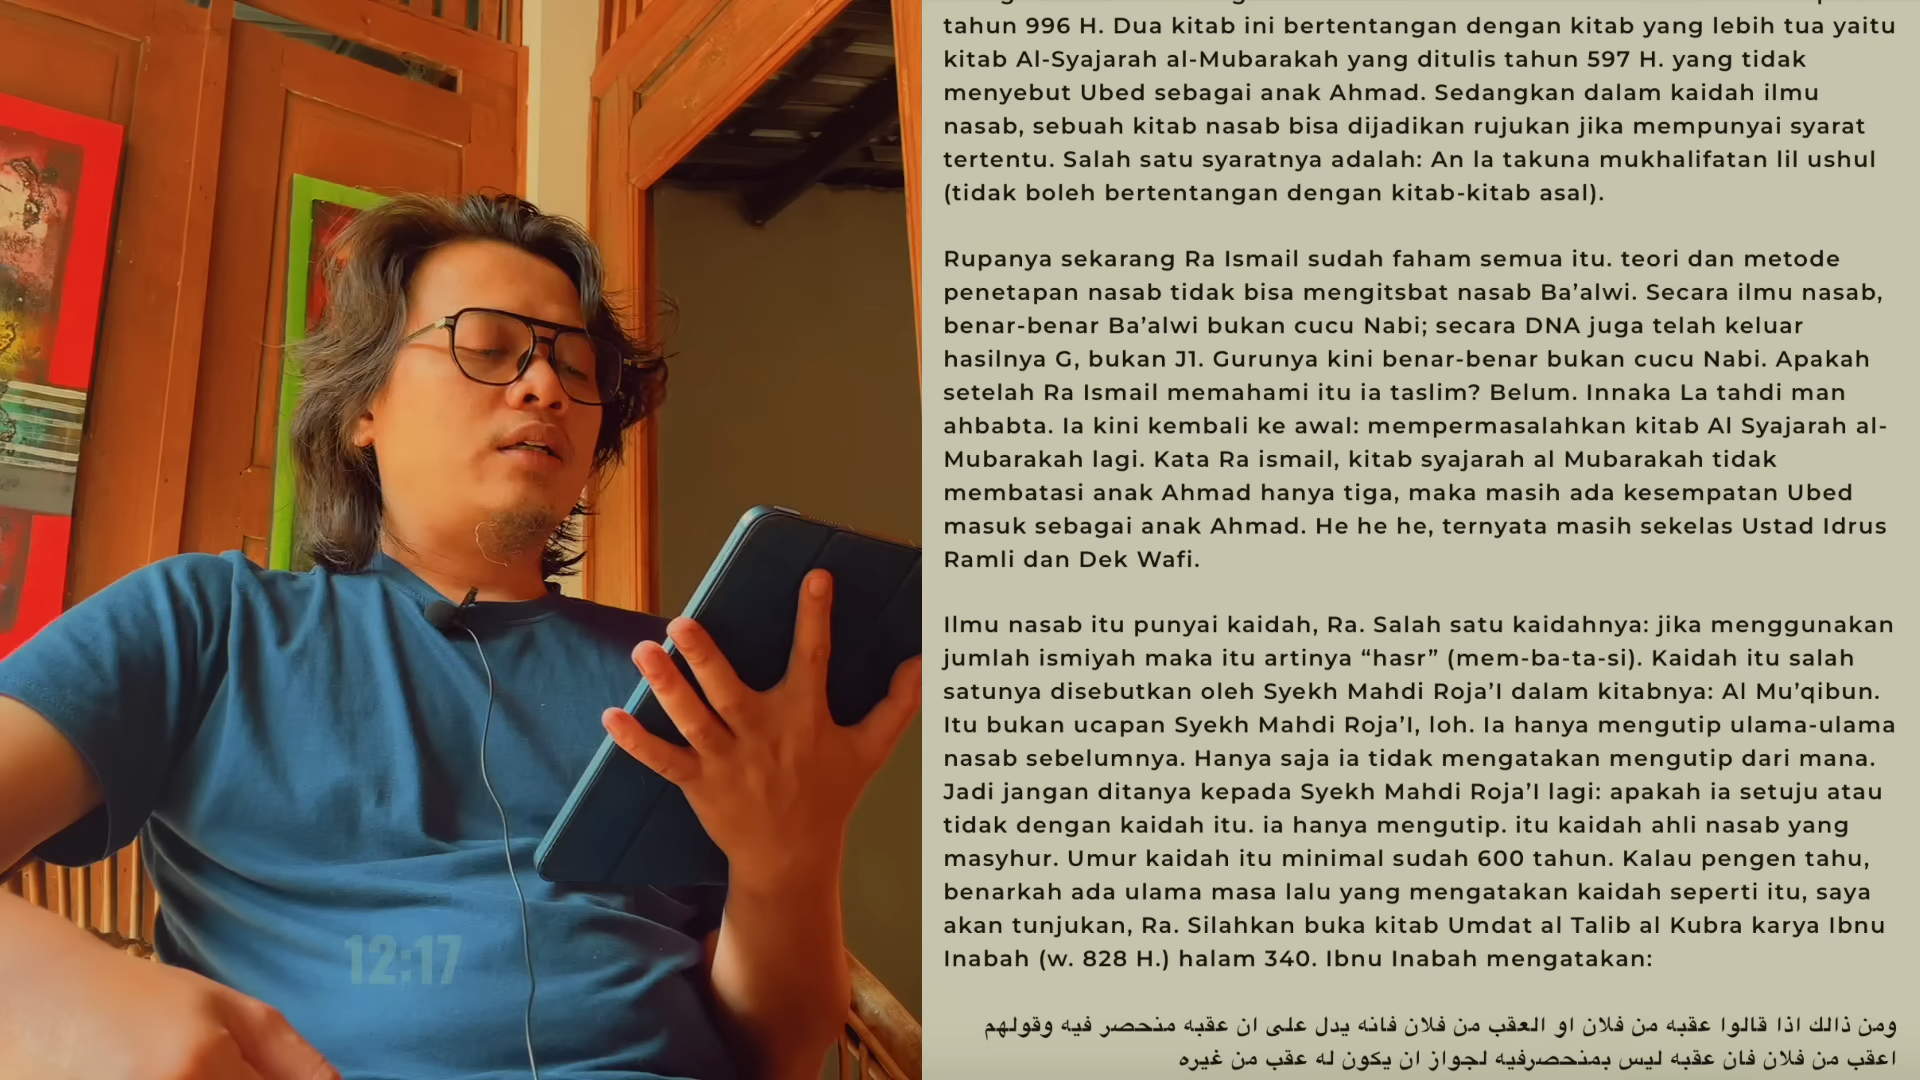 tahun 996 H. Dua kitab ini bertentangan dengan kitab yang lebih tua yaitu
kitab Al-Syajarah al-Mubarakah yang ditulis tahun 597 H. yang tidak
menyebut Ubed sebagai anak Ahmad. Sedangkan dalam kaidah ilmu
nasab, sebuah kitab nasab bisa dijadikan rujukan jika mempunyai syarat
tertentu. Salah satu syaratnya adalah: An la takuna mukhalifatan lil ushul
(tidak boleh bertentangan dengan kitab-kitab asal).
Rupanya sekarang Ra Ismail sudah faham semua itu. teori dan metode
penetapan nasab tidak bisa mengitsbat nasab Ba’alwi. Secara ilmu nasab,
benar-benar Ba’alwi bukan cucu Nabi; secara DNA juga telah keluar
hasilnya G, bukan J1. Gurunya kini benar-benar bukan cucu Nabi. Apakah
setelah Ra Ismail memahami itu ia taslim? Belum. Innaka La tahdi man
ahbabta. Ia kini kembali ke awal: mempermasalahkan kitab Al Syajarah al-
Mubarakah lagi. Kata Ra ismail, kitab syajarah al Mubarakah tidak
membatasi anak Ahmad hanya tiga, maka masih ada kesempatan Ubed
masuk sebagai anak Ahmad. He he he, ternyata masih sekelas Ustad Idrus
Ramli dan Dek Wafi.
Ilmu nasab itu punyai kaidah, Ra. Salah satu kaidahnya: jika menggunakan
jumlah ismiyah maka itu artinya “hasr” (mem-ba-ta-si). Kaidah itu salah
satunya disebutkan oleh Syekh Mahdi Roja’I dalam kitabnya: Al Mu’qibun.
Itu bukan ucapan Syekh Mahdi Roja’I, loh. Ia hanya mengutip ulama-ulama
nasab sebelumnya. Hanya saja ia tidak mengatakan mengutip dari mana.
Jadi jangan ditanya kepada Syekh Mahdi Roja’I lagi: apakah ia setuju atau
tidak dengan kaidah itu. ia hanya mengutip. itu kaidah ahli nasab yang
masyhur. Umur kaidah itu minimal sudah 600 tahun. Kalau pengen tahu,
benarkah ada ulama masa lalu yang mengatakan kaidah seperti itu, saya
akan tunjukan, Ra. Silahkan buka kitab Umdat al Talib al Kubra karya Ibnu
Inabah (w. 828 H.) halam 340. Ibnu Inabah mengatakan:
ومن ذالك اذا قالوا عقبه من فلان او العقب من فلان فانه يدل على ان عقبه منحصر فيه وقولهم
اعقب من فلان فان عقبه ليس بمنحصرفيه لجواز ان يكون له عقب من غيره
12:17